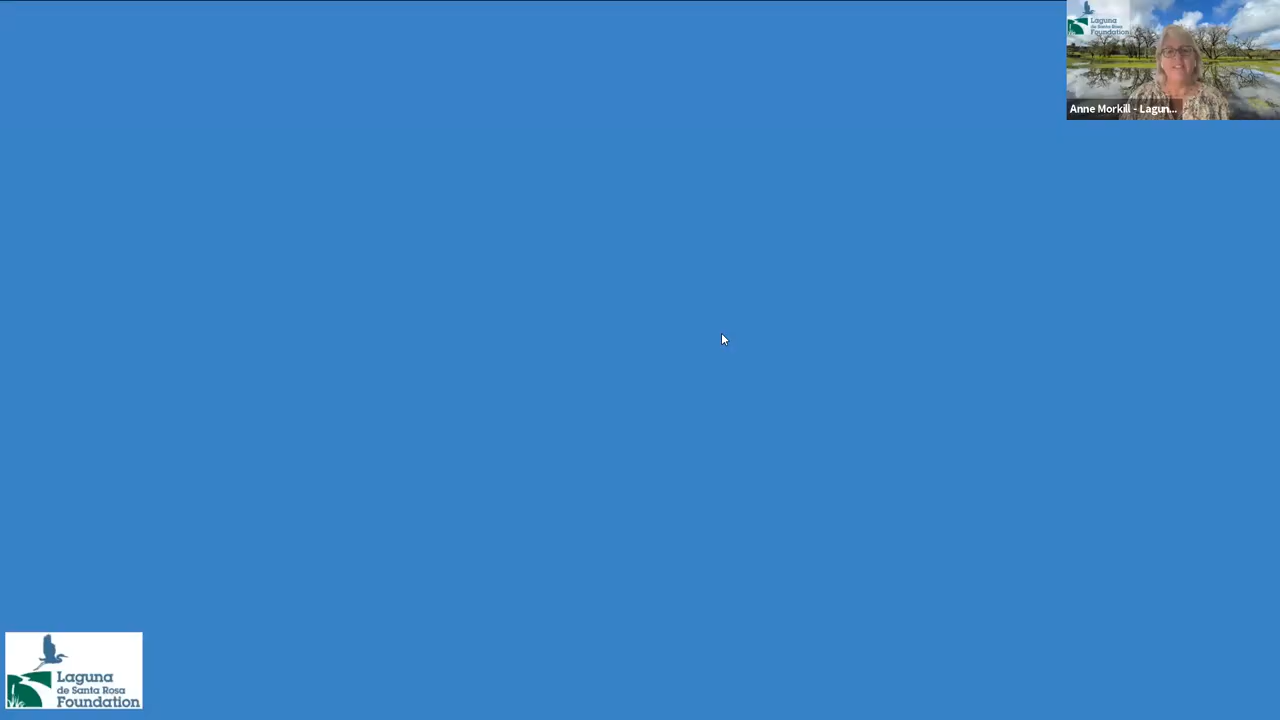 Laguna
de Santa Rosa
Foundation
Anne Morkill - Lagun...
Laguna
de Santa Rosa
Foundation